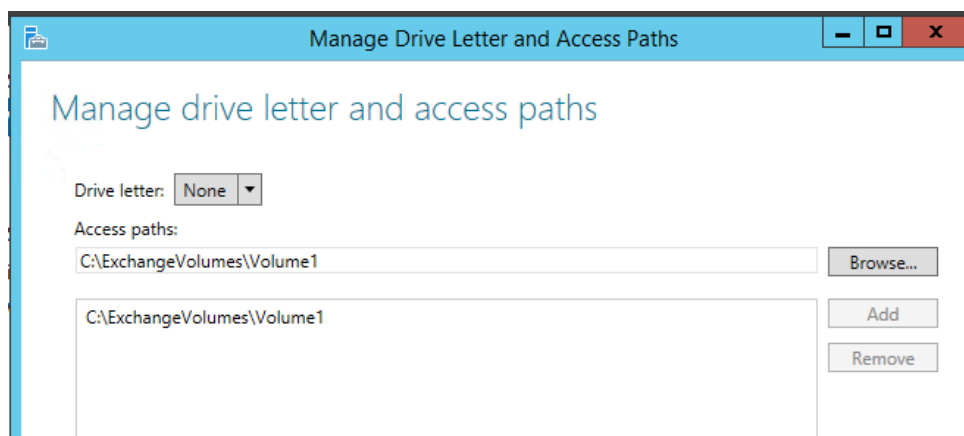 Manage Drive Letter and Access Paths
Manage drive letter and access paths
Drive letter: None
Access paths:
C:\ExchangeVolumes\Volume1
Browse...
C:\ExchangeVolumes\Volume1
Add
Remove